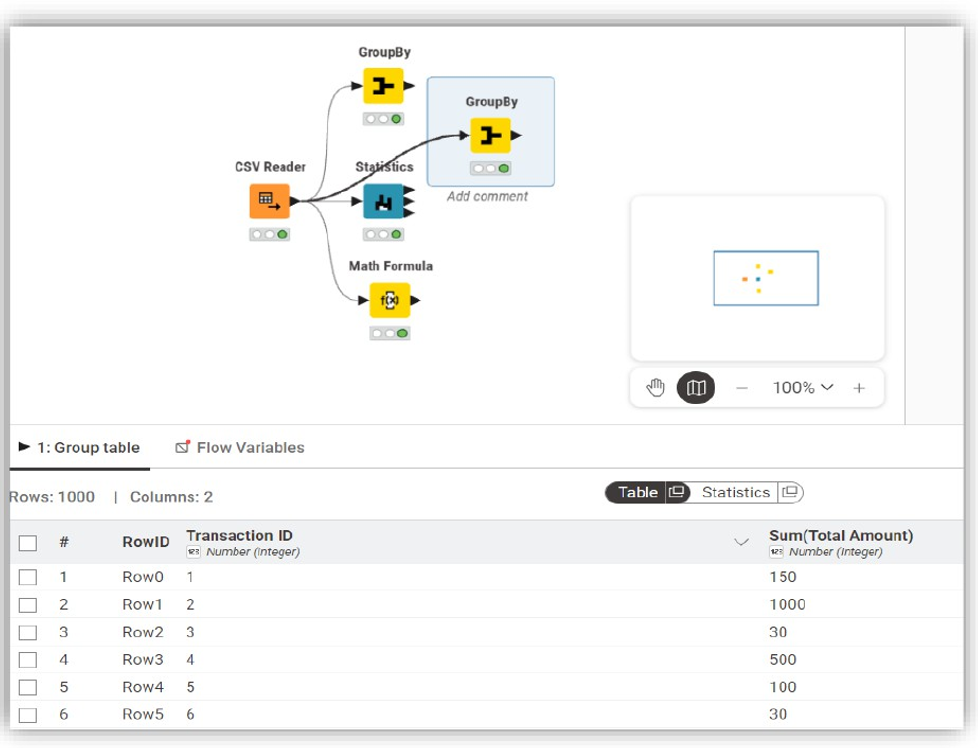 GroupBy
GroupBy
CSV Reader
Statistics
Add comment
Math Formula
f(x)
100%
1: Group table
Flow Variables
Rows: 1000 | Columns: 2
Table
Statistics
# RowID Transaction ID Sum(Total Amount)
123 Number (Integer) 123 Number (Integer)
1 Row0 1 150
2 Row1 2 1000
3 Row2 3 30
4 Row3 4 500
5 Row4 5 100
6 Row5 6 30